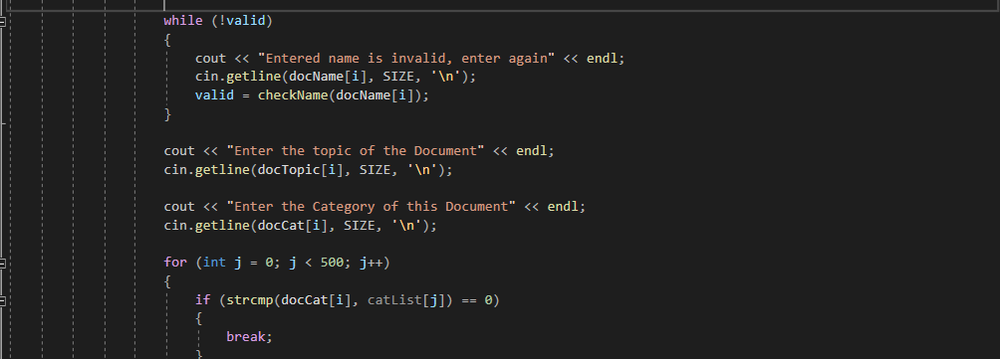 while (!valid)
{
cout << "Entered name is invalid, enter again" << endl;
cin.getline(docName[i], SIZE, '\n');
valid = checkName(docName[i]);
}
cout << "Enter the topic of the Document" << endl;
cin.getline(docTopic[i], SIZE, '\n');
cout << "Enter the Category of this Document" << endl;
cin.getline(docCat[i], SIZE, '\n');
for (int j = 0; j < 500; j++)
{
if (strcmp(docCat[i], catList[j]) == 0)
{
break;
}